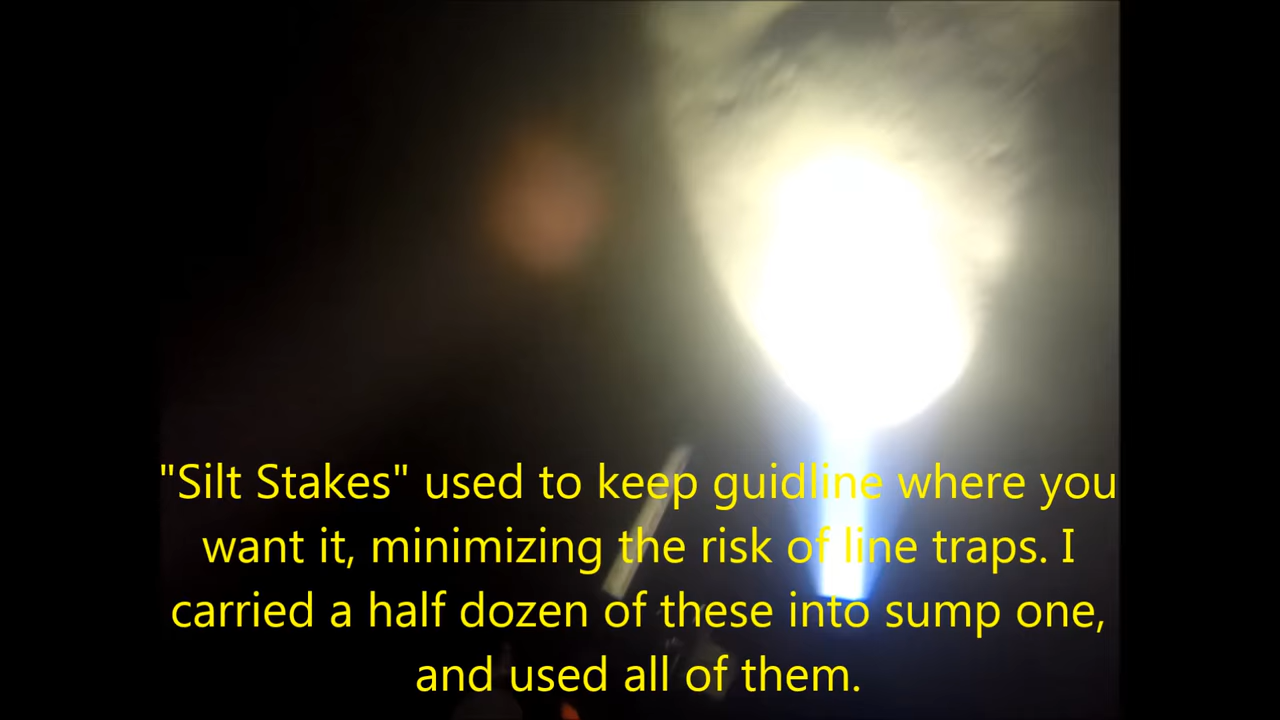 "Silt Stakes" used to keep guidline where you
want it, minimizing the risk of line traps. I
carried a half dozen of these into sump one,
and used all of them.